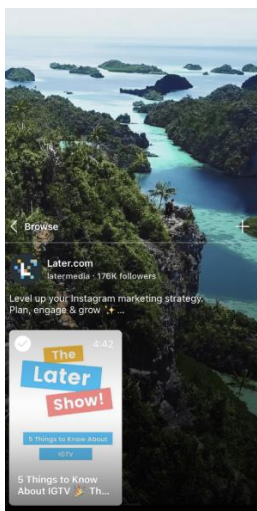 Browse
Later.com
latermedia · 176K followers
Level up your Instagram marketing strategy.
Plan, engage & grow ✨ ...
4:42
The
Later
Show!
5 Things to Know About
IGTV
5 Things to Know
About IGTV 🎉 Th...